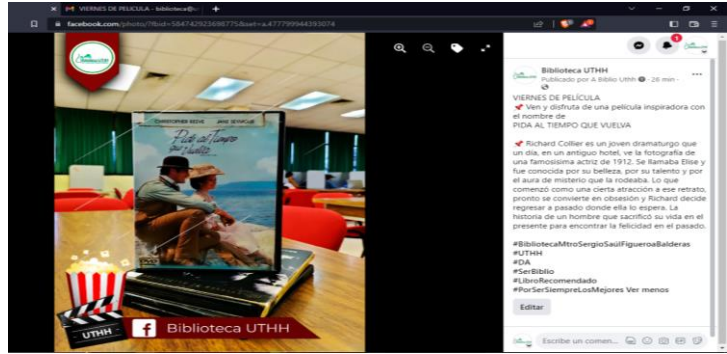 VIERNES DE PELICULA - biblioteca@u
facebook.com/photo/?fbid=584742923698775&set=a.477799944393074
CHRISTOPHER REEVE JANE SEYMOUR
Pide al Tiempo
que Vuelva
UTHH
f Biblioteca UTHH
1
Biblioteca UTHH
Publicado por A Biblio Uthh · 26 min ·
VIERNES DE PELÍCULA
📌 Ven y disfruta de una película inspiradora con
el nombre de
PIDA AL TIEMPO QUE VUELVA
📌 Richard Collier es un joven dramaturgo que
un día, en un antiguo hotel, ve la fotografía de
una famosísima actriz de 1912. Se llamaba Elise y
fue conocida por su belleza, por su talento y por
el aura de misterio que la rodeaba. Lo que
comenzó como una cierta atracción a ese retrato,
pronto se convierte en obsesión y Richard decide
regresar a pasado donde ella lo espera. La
historia de un hombre que sacrificó su vida en el
presente para encontrar la felicidad en el pasado.
#BibliotecaMtroSergioSaúlFigueroaBalderas
#UTHH
#DA
#SerBiblio
#LibroRecomendado
#PorSerSiempreLosMejores Ver menos
Editar
Escribe un comen...